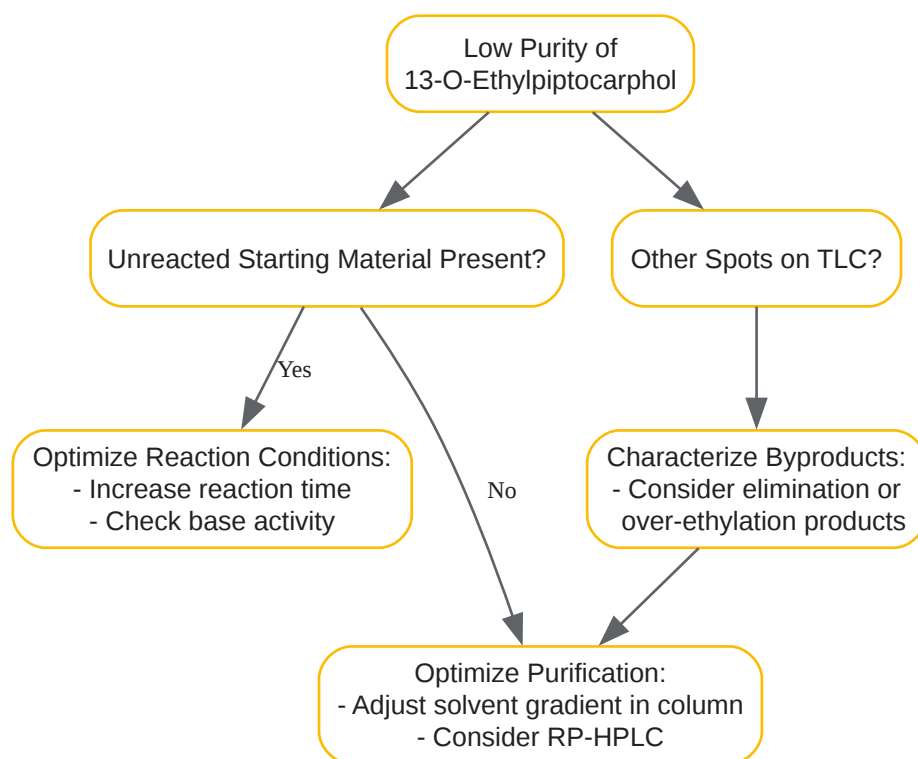 Low Purity of
13-O-Ethylpiptocarphol
Unreacted Starting Material Present?
Other Spots on TLC?
Yes
Optimize Reaction Conditions:
- Increase reaction time
- Check base activity
No
Characterize Byproducts:
- Consider elimination or
over-ethylation products
Optimize Purification:
- Adjust solvent gradient in column
- Consider RP-HPLC